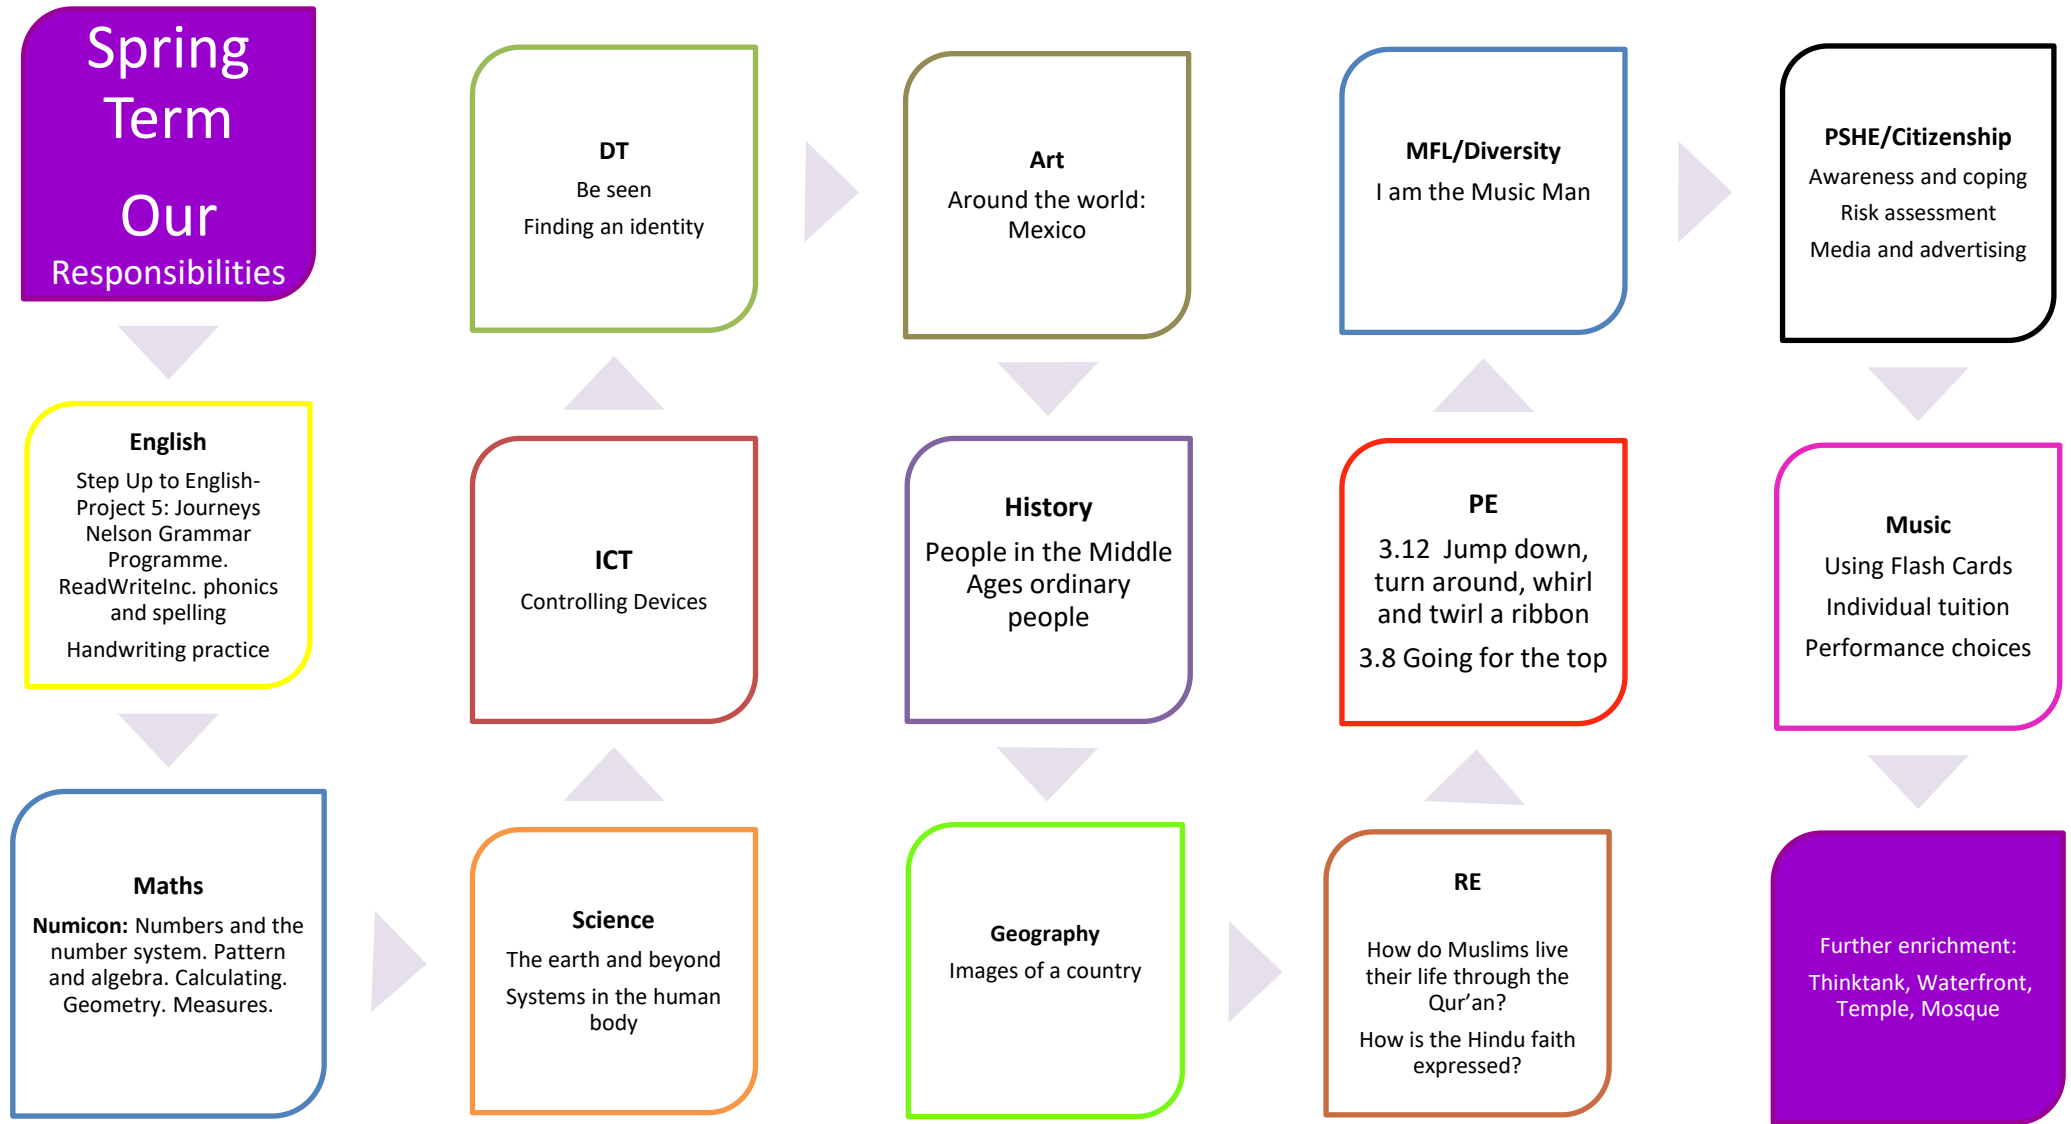 Spring
Term
Our
Responsibilities
English
Step Up to English-
Project 5: Journeys
Nelson Grammar
Programme.
ReadWriteInc. phonics
and spelling
Handwriting practice
Maths
Numicon: Numbers and the
number system. Pattern
and algebra. Calculating.
Geometry. Measures.
Science
The earth and beyond
Systems in the human
body
ICT
Controlling Devices
DT
Be seen
Finding an identity
Art
Around the world:
Mexico
History
People in the Middle
Ages ordinary
people
Geography
Images of a country
RE
How do Muslims live
their life through the
Qur’an?
How is the Hindu faith
expressed?
PE
3.12  Jump down,
turn around, whirl
and twirl a ribbon
3.8 Going for the top
MFL/Diversity
I am the Music Man
PSHE/Citizenship
Awareness and coping
Risk assessment
Media and advertising
Music
Using Flash Cards
Individual tuition
Performance choices
Further enrichment:
Thinktank, Waterfront,
Temple, Mosque